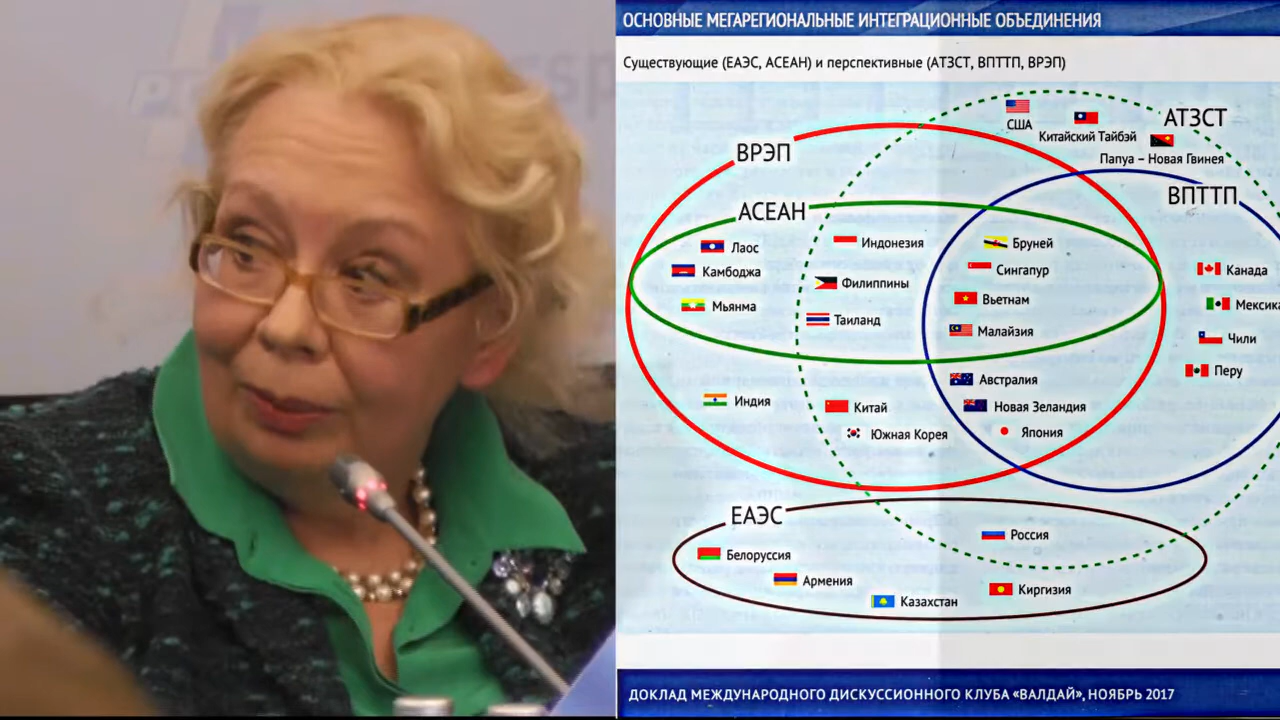 ОСНОВНЫЕ МЕГАРЕГИОНАЛЬНЫЕ ИНТЕГРАЦИОННЫЕ ОБЪЕДИНЕНИЯ
Существующие (ЕАЭС, АСЕАН) и перспективные (АТЗСТ, ВПТТП, ВРЭП)
США
АТЗСТ
Китайский Тайбэй
Папуа – Новая Гвинея
ВРЭП
ВПТТП
АСЕАН
Лаос
Индонезия
Бруней
Камбоджа
Филиппины
Сингапур
Канада
Мьянма
Таиланд
Вьетнам
Мексика
Малайзия
Чили
Перу
Индия
Китай
Австралия
Южная Корея
Новая Зеландия
Япония
ЕАЭС
Россия
Белоруссия
Армения
Казахстан
Киргизия
ДОКЛАД МЕЖДУНАРОДНОГО ДИСКУССИОННОГО КЛУБА «ВАЛДАЙ», НОЯБРЬ 2017